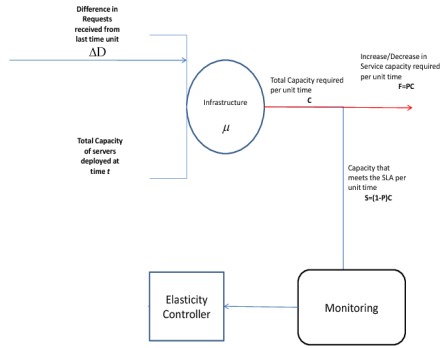 Difference in
Requests
received from
last time unit
ΔD
Total Capacity
of servers
deployed at
time t
Infrastructure
μ
Total Capacity required
per unit time
C
Increase/Decrease in
Service capacity required
per unit time
F=PC
Capacity that
meets the SLA per
unit time
S=(1-P)C
Elasticity
Controller
Monitoring